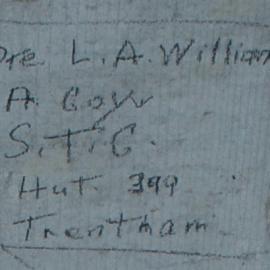 Pte L.A. William
A. Coy
S.T.G.
Hut 399
Trentham